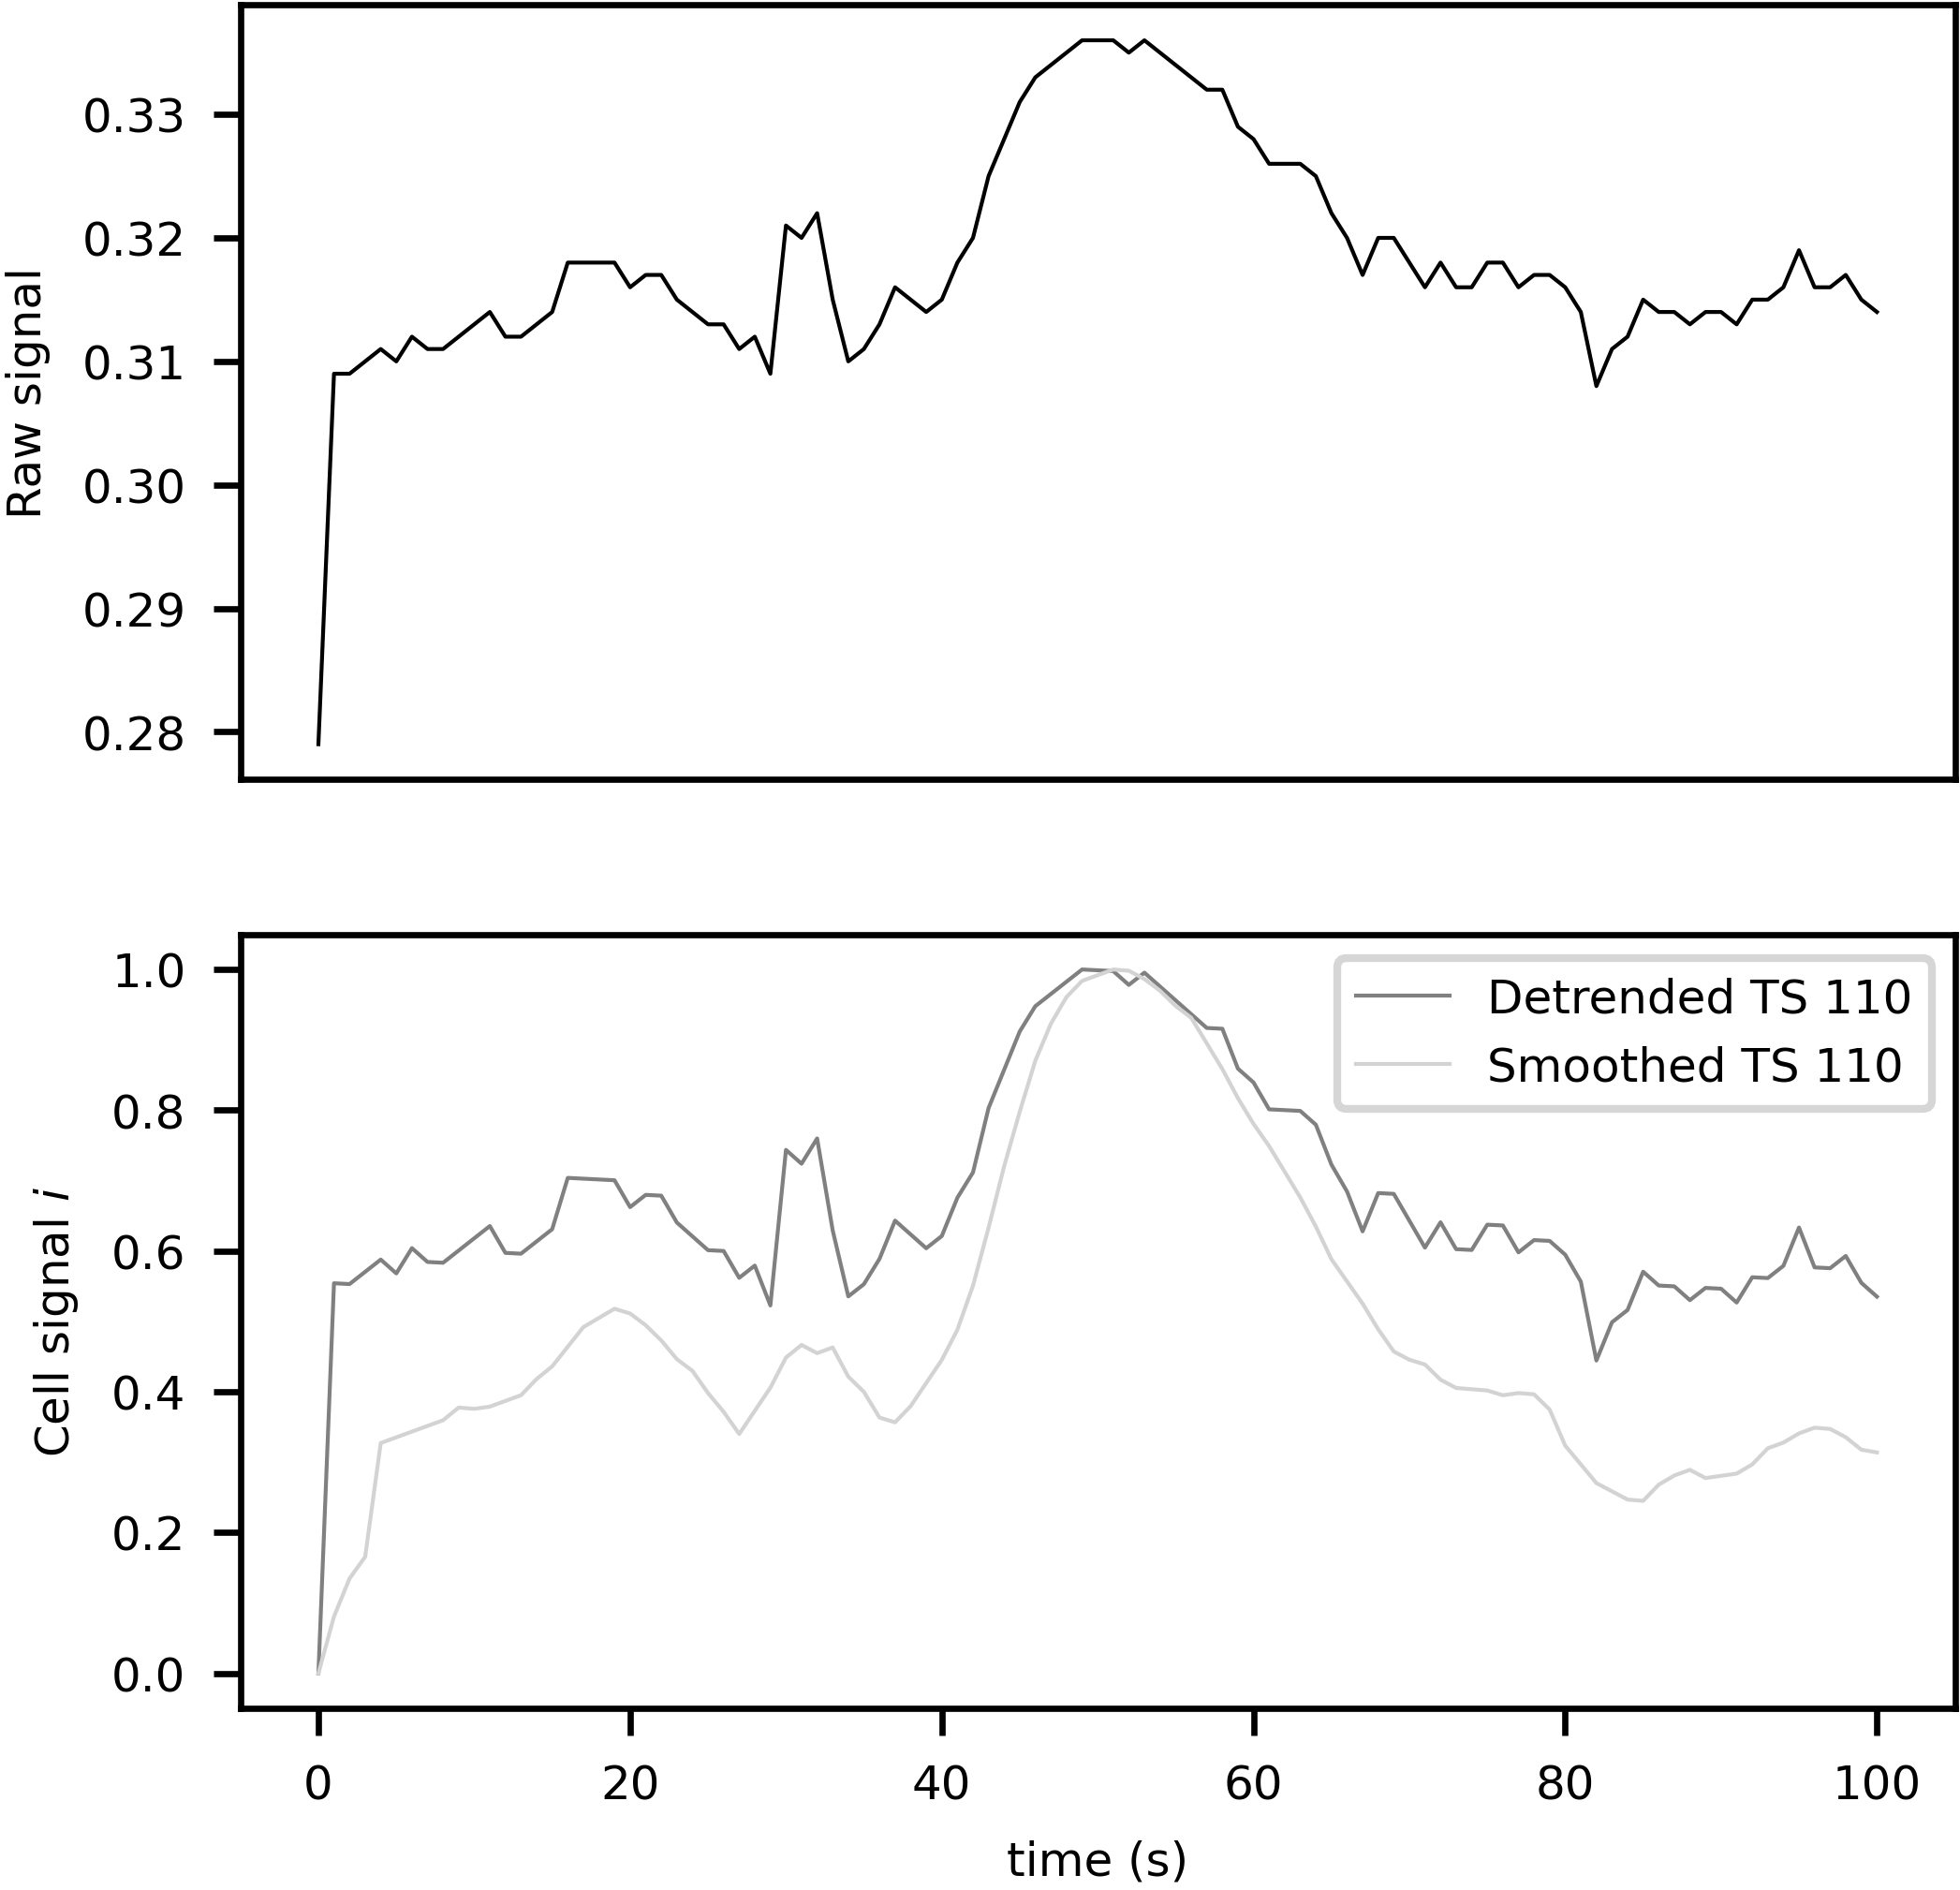 Raw signal
0.33
0.32
0.31
0.30
0.29
0.28
Cell signal i
1.0
0.8
0.6
0.4
0.2
0.0
Detrended TS 110
Smoothed TS 110
0 20 40 60 80 100
time (s)